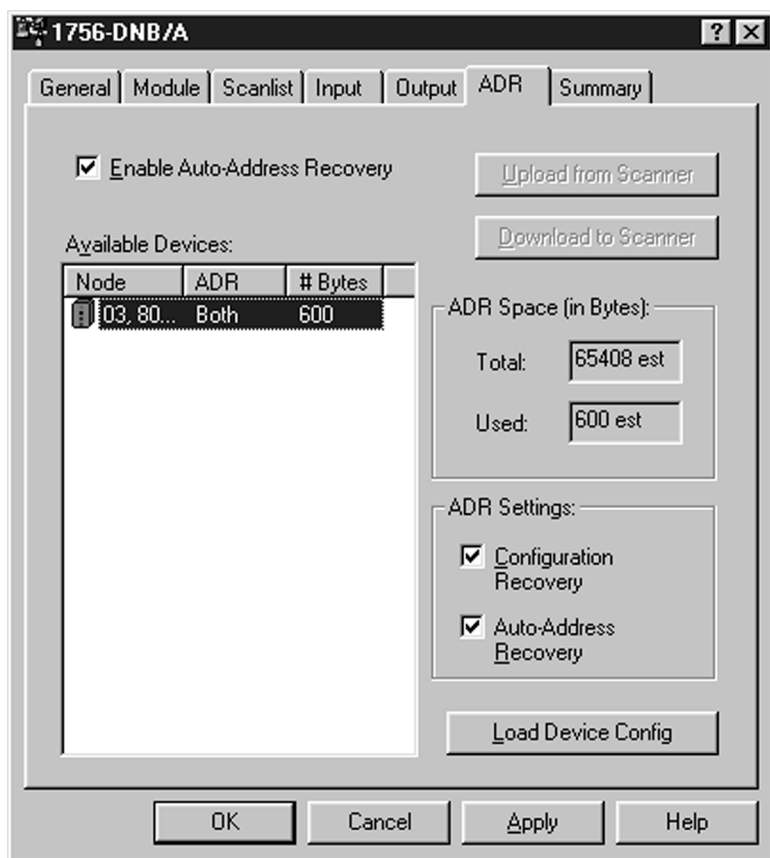 1756-DNB/A
General Module Scanlist Input Output ADR Summary
Enable Auto-Address Recovery
Upload from Scanner
Download to Scanner
Available Devices:
Node ADR # Bytes
03, 80... Both 600
ADR Space (in Bytes):
Total: 65408 est
Used: 600 est
ADR Settings:
Configuration
Recovery
Auto-Address
Recovery
Load Device Config
OK Cancel Apply Help